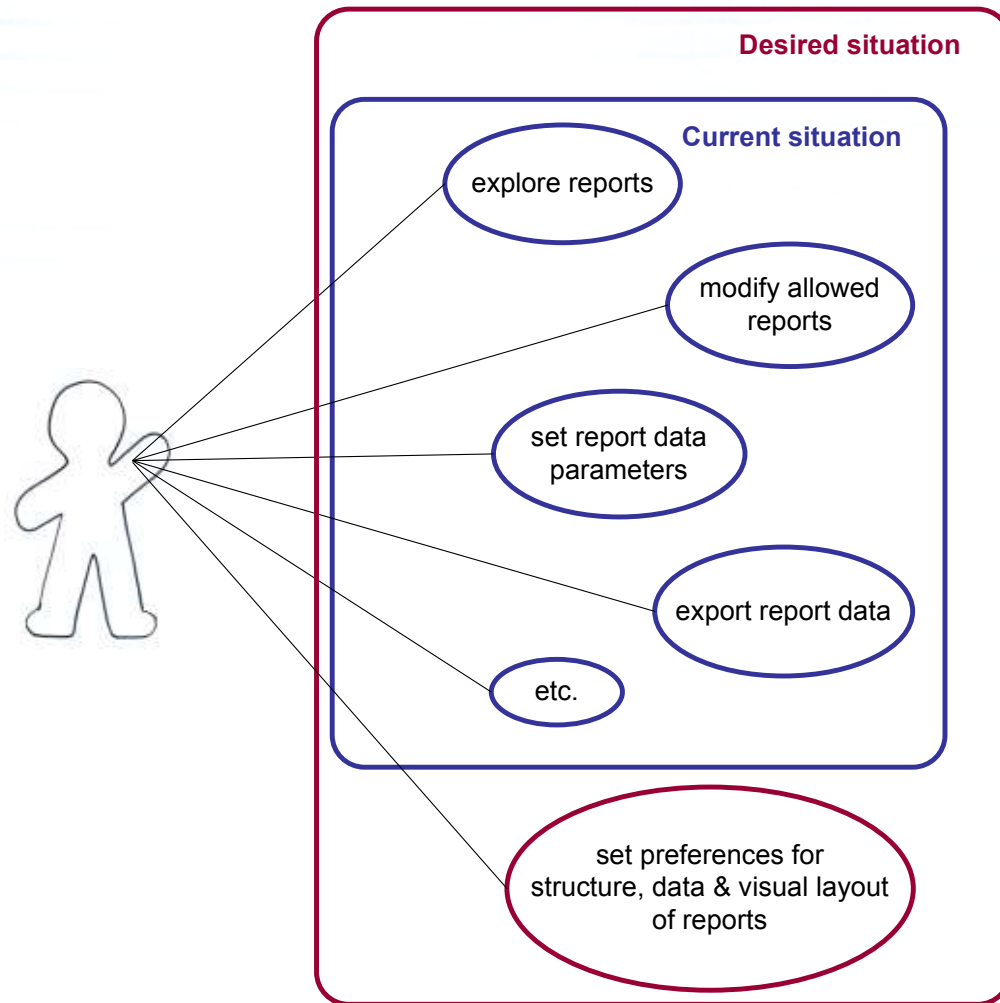 Desired situation
Current situation
explore reports
modify allowed
reports
set report data
parameters
export report data
etc.
set preferences for
structure, data & visual layout
of reports